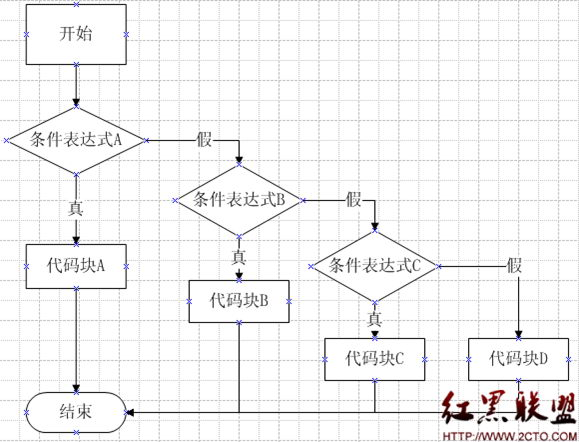 开始
条件表达式A
假
真
条件表达式B
假
代码块A
真
条件表达式C
假
代码块B
真
代码块C
代码块D
结束
红黑联盟
HTTP://WWW.2CTO.COM